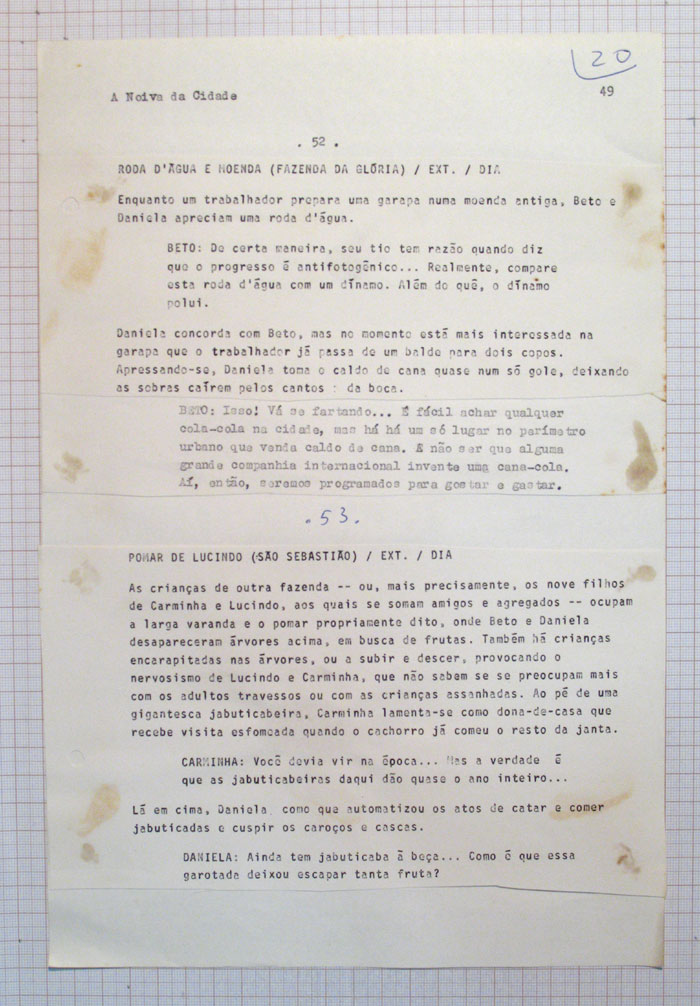 20
A Noiva da Cidade
49
. 52 .
RODA D'ÁGUA E MOENDA (FAZENDA DA GLÓRIA) / EXT. / DIA
Enquanto um trabalhador prepara uma garapa numa moenda antiga, Beto e
Daniela apreciam uma roda d'água.
BETO: De certa maneira, seu tio tem razão quando diz
que o progresso é antifotogênico... Realmente, compare
esta roda d'água com um dínamo. Além do quê, o dínamo
polui.
Daniela concorda com Beto, mas no momento está mais interessada na
garapa que o trabalhador já passa de um balde para dois copos.
Apressando-se, Daniela toma o caldo de cana quase num só gole, deixando
as sobras caírem pelos cantos : da boca.
BETO: Isso! Vá se fartando... É fácil achar qualquer
cola-cola na cidade, mas há há um só lugar no perímetro
urbano que venda caldo de cana. A não ser que alguma
grande companhia internacional invente uma cana-cola.
Aí, então, seremos programados para gostar e gastar.
. 53 .
POMAR DE LUCINDO (SÃO SEBASTIÃO) / EXT. / DIA
As crianças de outra fazenda -- ou, mais precisamente, os nove filhos
de Carminha e Lucindo, aos quais se somam amigos e agregados -- ocupam
a larga varanda e o pomar propriamente dito, onde Beto e Daniela
desapareceram árvores acima, em busca de frutas. Também há crianças
encarapitadas nas árvores, ou a subir e descer, provocando o
nervosismo de Lucindo e Carminha, que não sabem se se preocupam mais
com os adultos travessos ou com as crianças assanhadas. Ao pé de uma
gigantesca jabuticabeira, Carminha lamenta-se como dona-de-casa que
recebe visita esfomeada quando o cachorro já comeu o resto da janta.
CARMINHA: Você devia vir na época... Mas a verdade é
que as jabuticabeiras daqui dão quase o ano inteiro...
Lá em cima, Daniela como que automatizou os atos de catar e comer
jabuticadas e cuspir os caroços e cascas.
DANIELA: Ainda tem jabuticaba à beça... Como é que essa
garotada deixou escapar tanta fruta?